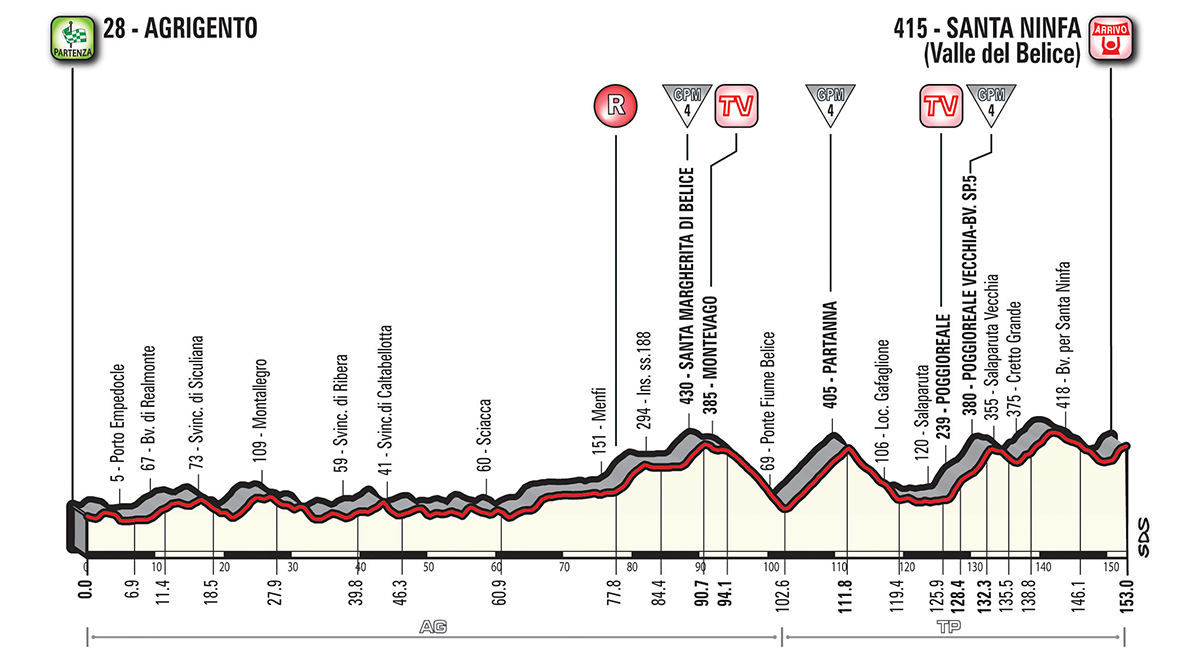 28 - AGRIGENTO
PARTENZA
415 - SANTA NINFA
(Valle del Belice)
ARRIVO
R
GPM
4
TV
GPM
4
TV
GPM
4
5 - Porto Empedocle
67 - Bv. di Realmonte
73 - Svinc. di Siculiana
109 - Montallegro
59 - Svinc. di Ribera
41 - Svinc.di Caltabellotta
60 - Sciacca
151 - Menfi
294 - Ins. ss.188
430 - SANTA MARGHERITA DI BELICE
385 - MONTEVAGO
69 - Ponte Fiume Belice
405 - PARTANNA
106 - Loc. Gafaglione
120 - Salaparuta
239 - POGGIOREALE
380 - POGGIOREALE VECCHIA-BV. SP.5
355 - Salaparuta Vecchia
375 - Cretto Grande
418 - Bv. per Santa Ninfa
SDS
0 10 20 30 40 50 60 70 80 90 100 110 120 130 140 150
0.0 6.9 11.4 18.5 27.9 39.8 46.3 60.9 77.8 84.4 90.7 94.1 102.6 111.8 119.4 125.9 128.4 132.3 135.5 138.8 146.1 153.0
AG TP